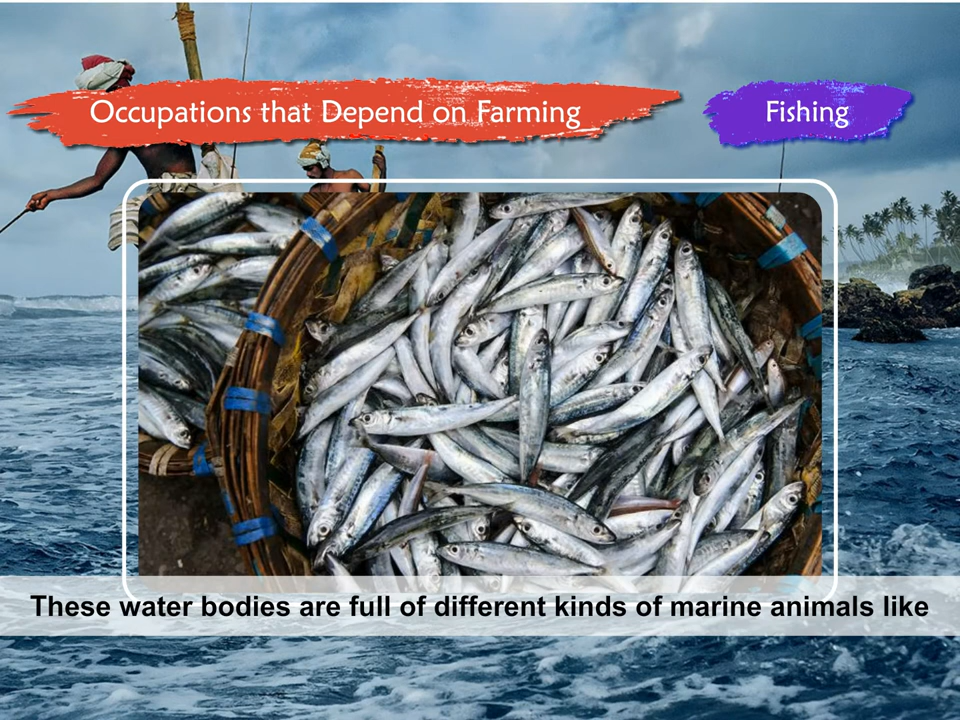 Occupations that Depend on Farming
Fishing
These water bodies are full of different kinds of marine animals like